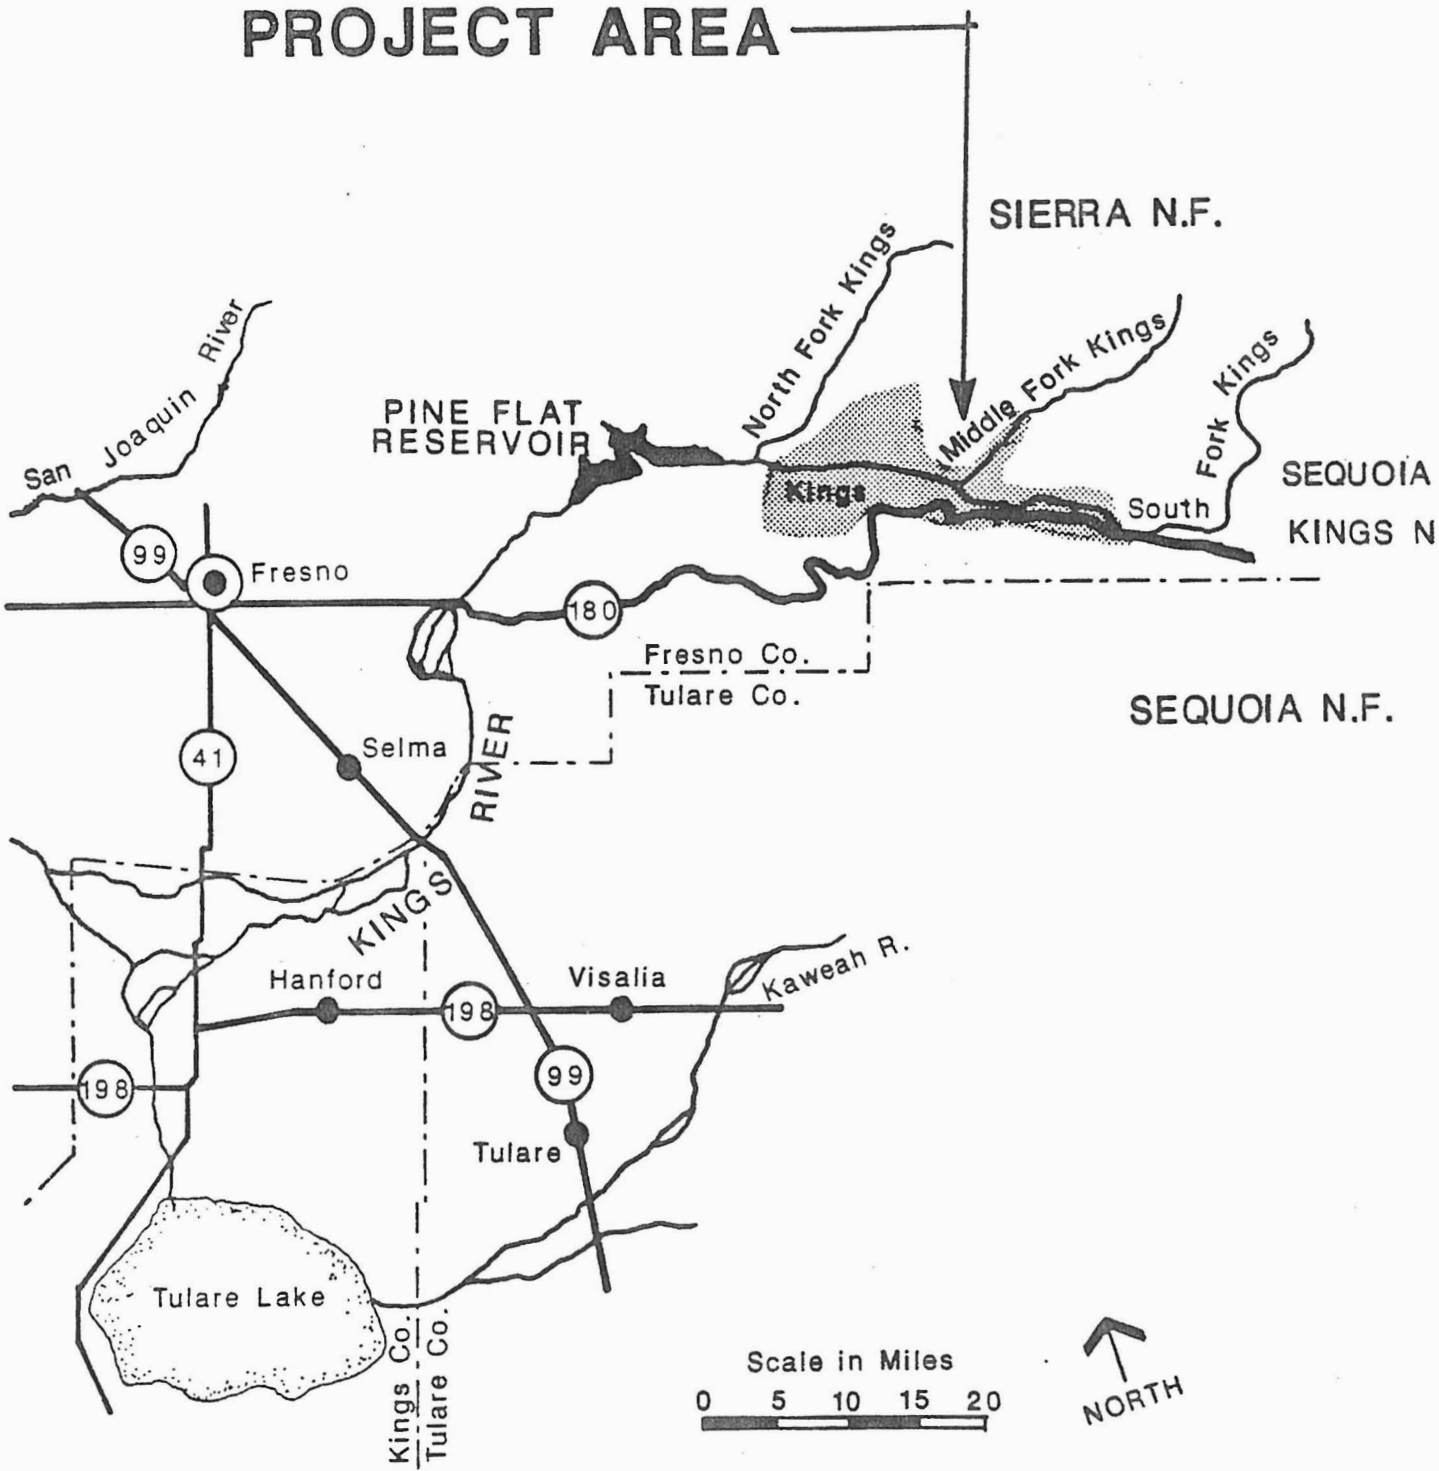 PROJECT AREA
SIERRA N.F.
North Fork Kings
Middle Fork Kings
South Fork Kings
San Joaquin River
PINE FLAT
RESERVOIR
Kings
SEQUOIA
KINGS N
99
Fresno
180
Fresno Co.
Tulare Co.
SEQUOIA N.F.
41
Selma
KINGS RIVER
Hanford
198
Visalia
Kaweah R.
198
99
Tulare
Tulare Lake
Kings Co.
Tulare Co.
Scale in Miles
0 5 10 15 20
NORTH